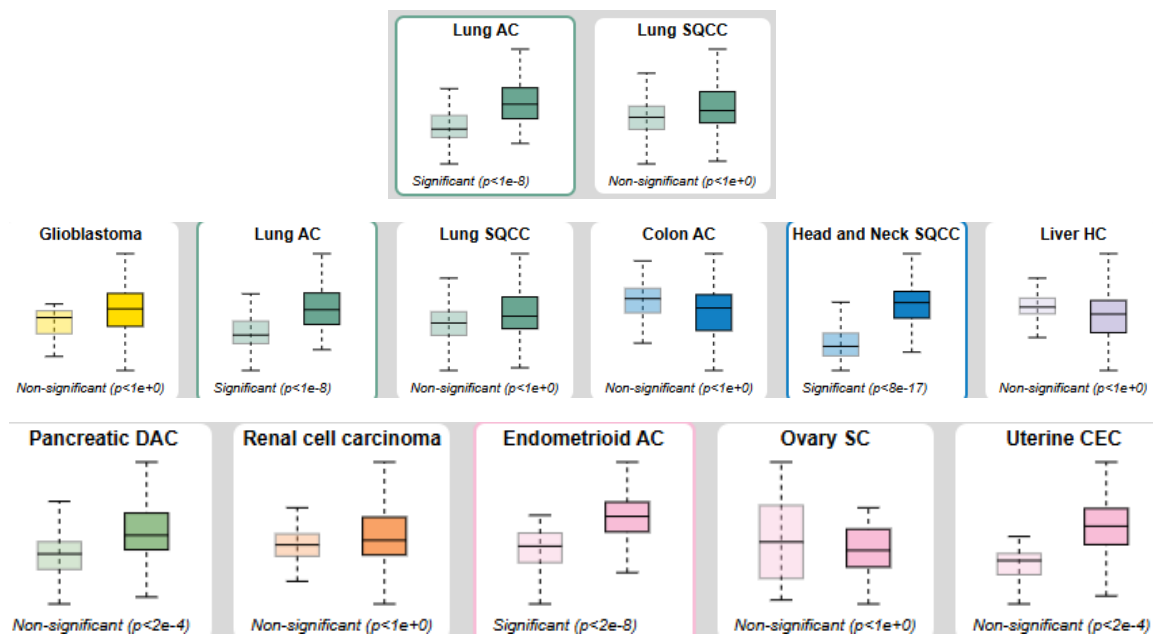 Lung AC Lung SQCC
Significant (p<1e-8) Non-significant (p<1e+0)
Glioblastoma Lung AC Lung SQCC Colon AC Head and Neck SQCC Liver HC
Non-significant (p<1e+0) Significant (p<1e-8) Non-significant (p<1e+0) Non-significant (p<1e+0) Significant (p<8e-17) Non-significant (p<1e+0)
Pancreatic DAC Renal cell carcinoma Endometrioid AC Ovary SC Uterine CEC
Non-significant (p<2e-4) Non-significant (p<1e+0) Significant (p<2e-8) Non-significant (p<1e+0) Non-significant (p<2e-4)